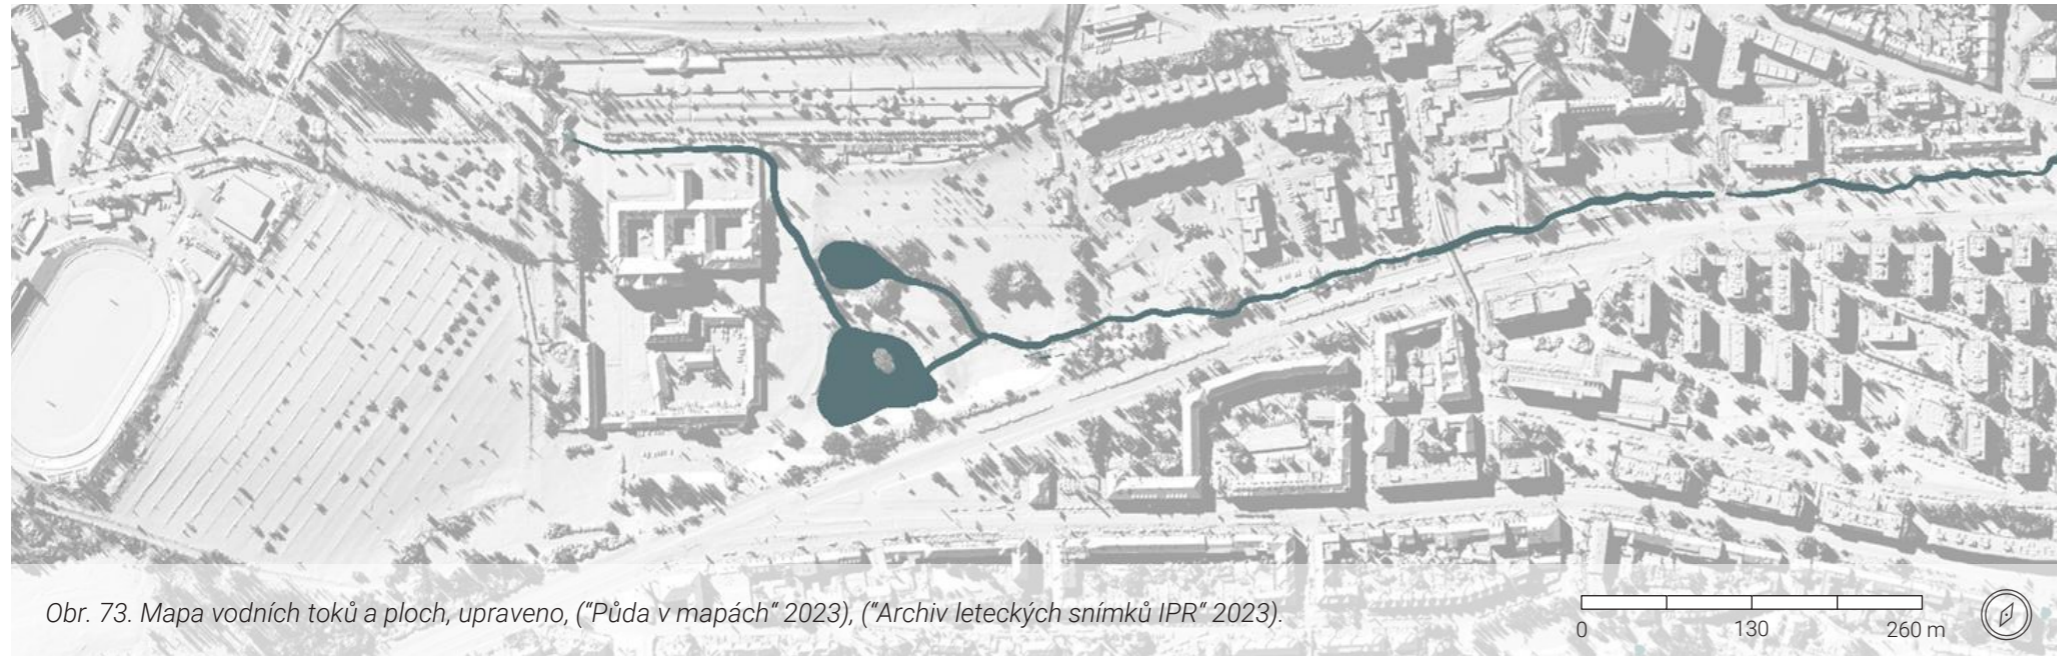 Obr. 73. Mapa vodních toků a ploch, upraveno, (“Půda v mapách“ 2023), (“Archiv leteckých snímků IPR“ 2023).
0 130 260 m